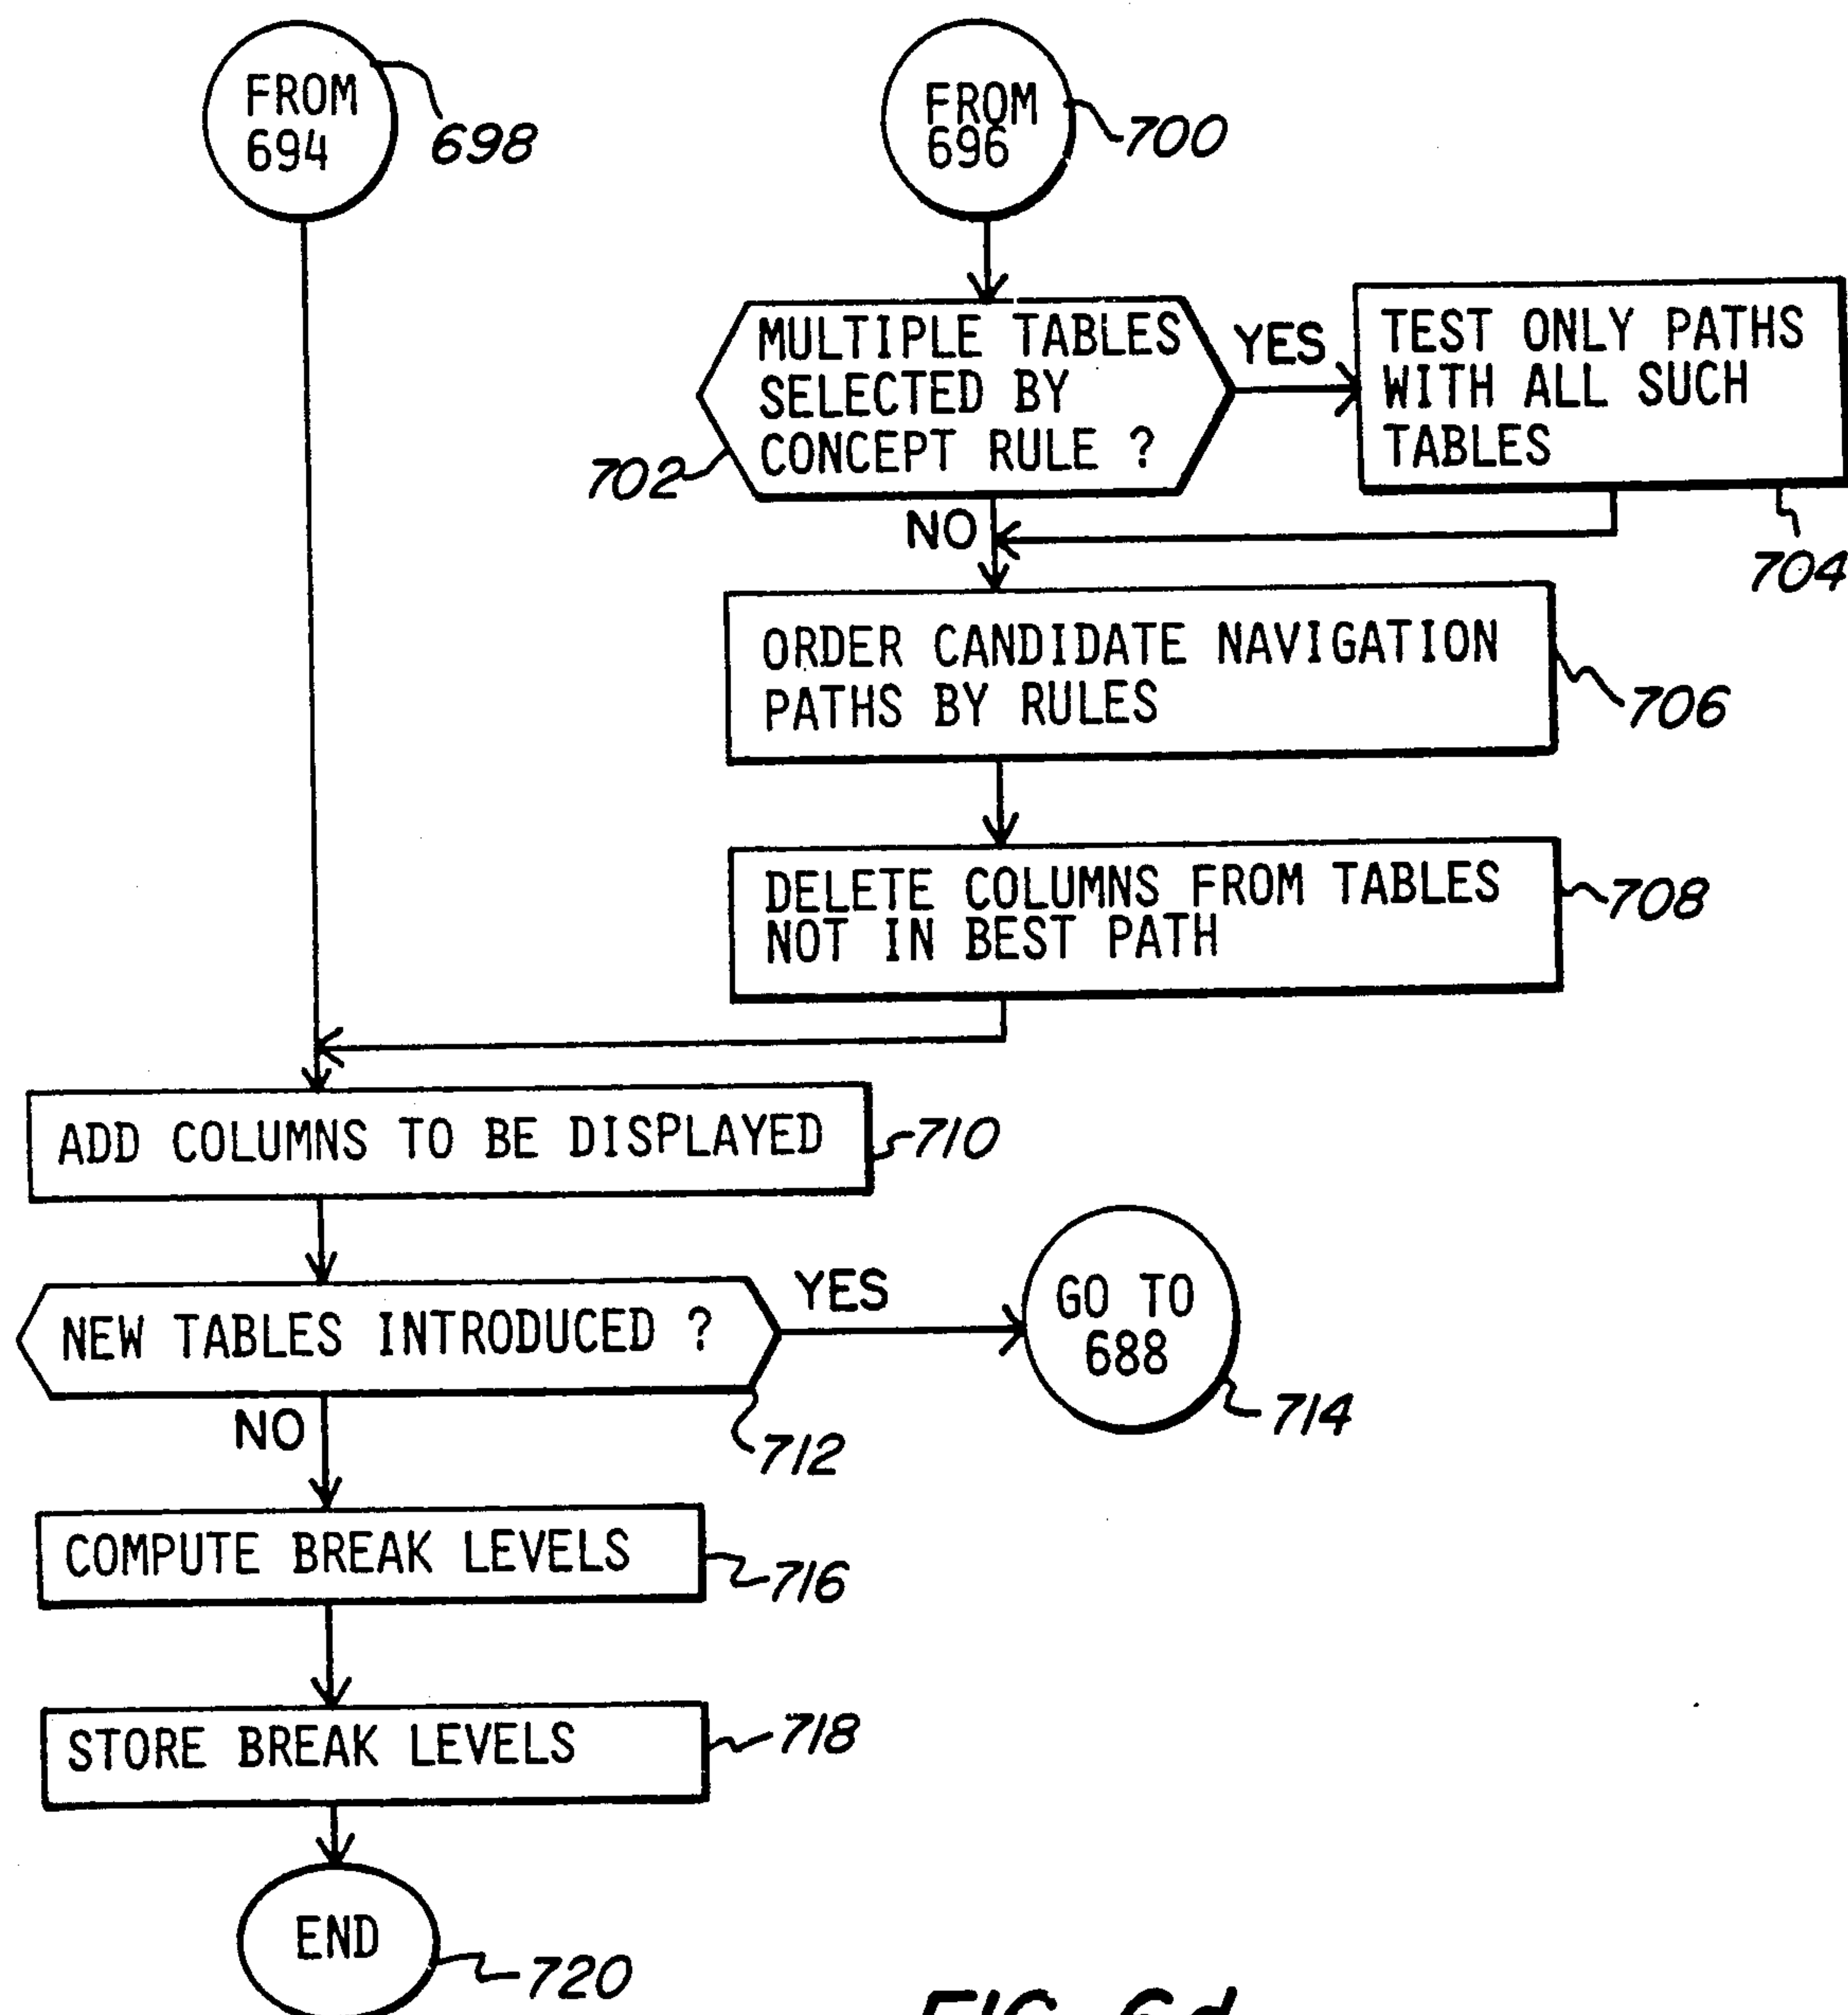 FROM
694
698
FROM
696
700
MULTIPLE TABLES
SELECTED BY
CONCEPT RULE ?
702
YES
TEST ONLY PATHS
WITH ALL SUCH
TABLES
704
NO
ORDER CANDIDATE NAVIGATION
PATHS BY RULES
706
DELETE COLUMNS FROM TABLES
NOT IN BEST PATH
708
ADD COLUMNS TO BE DISPLAYED
710
NEW TABLES INTRODUCED ?
712
YES
GO TO
688
714
NO
COMPUTE BREAK LEVELS
716
STORE BREAK LEVELS
718
END
720
FIG. 6d